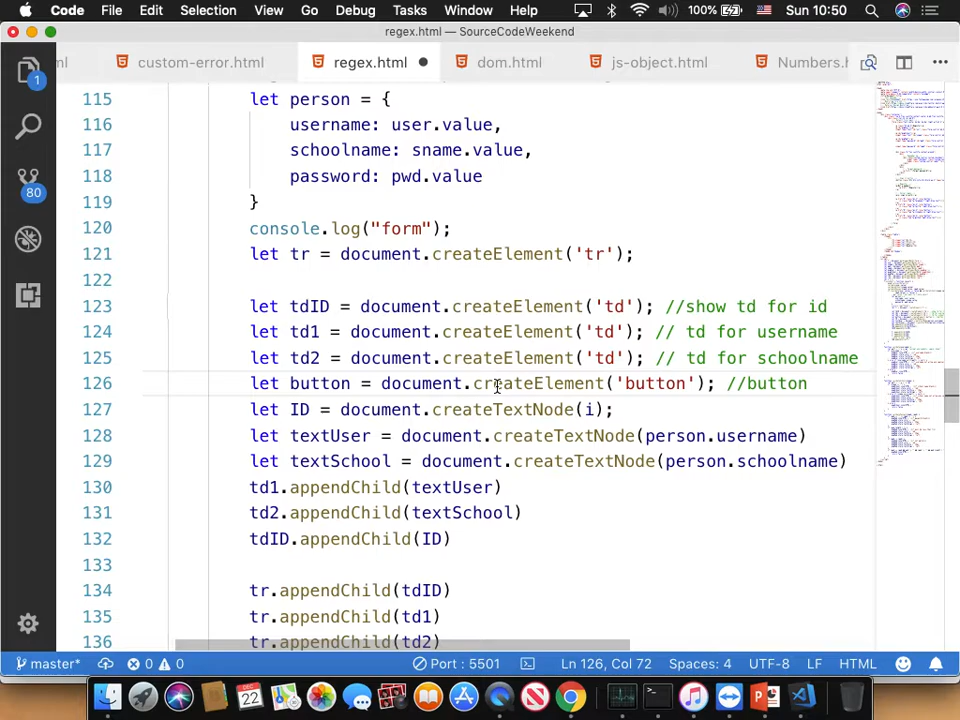 Code File Edit Selection View Go Debug Tasks Window Help 100% Sun 10:50
regex.html — SourceCodeWeekend
ml custom-error.html regex.html dom.html js-object.html Numbers.h
1
80
115 let person = {
116 username: user.value,
117 schoolname: sname.value,
118 password: pwd.value
119 }
120 console.log("form");
121 let tr = document.createElement('tr');
122
123 let tdID = document.createElement('td'); //show td for id
124 let td1 = document.createElement('td'); // td for username
125 let td2 = document.createElement('td'); // td for schoolname
126 let button = document.createElement('button'); //button
127 let ID = document.createTextNode(i);
128 let textUser = document.createTextNode(person.username)
129 let textSchool = document.createTextNode(person.schoolname)
130 td1.appendChild(textUser)
131 td2.appendChild(textSchool)
132 tdID.appendChild(ID)
133
134 tr.appendChild(tdID)
135 tr.appendChild(td1)
136 tr.appendChild(td2)
master* 0 0 Port : 5501 Ln 126, Col 72 Spaces: 4 UTF-8 LF HTML
DEC 22